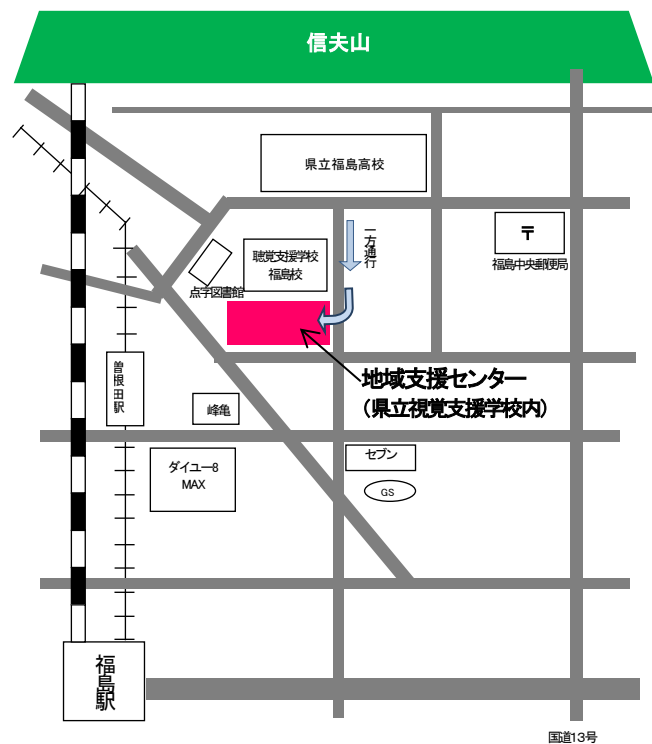 信夫山
県立福島高校
一方通行
〒
福島中央郵便局
聴覚支援学校
福島校
点字図書館
地域支援センター
（県立視覚支援学校内）
曽根田駅
峰亀
セブン
ダイユー8
MAX
GS
福島駅
国道13号